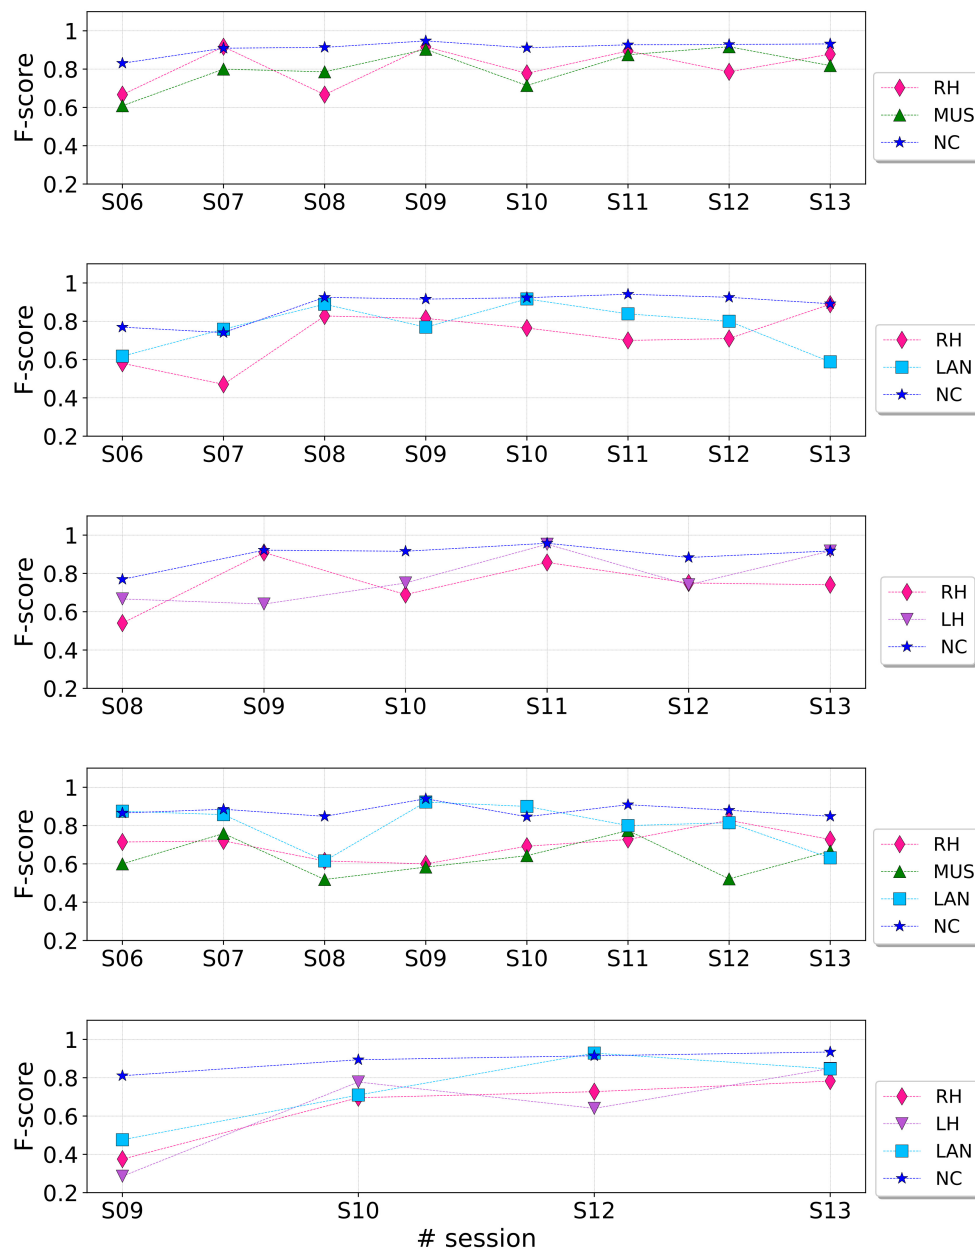 F-score
1
0.8
0.6
0.4
0.2
S06 S07 S08 S09 S10 S11 S12 S13
RH
MUS
NC
F-score
1
0.8
0.6
0.4
0.2
S06 S07 S08 S09 S10 S11 S12 S13
RH
LAN
NC
F-score
1
0.8
0.6
0.4
0.2
S08 S09 S10 S11 S12 S13
RH
LH
NC
F-score
1
0.8
0.6
0.4
0.2
S06 S07 S08 S09 S10 S11 S12 S13
RH
MUS
LAN
NC
F-score
1
0.8
0.6
0.4
0.2
S09 S10 S12 S13
RH
LH
LAN
NC
# session